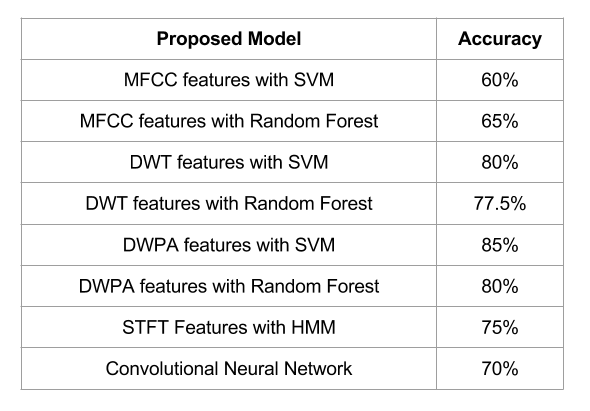 Proposed Model Accuracy
MFCC features with SVM 60%
MFCC features with Random Forest 65%
DWT features with SVM 80%
DWT features with Random Forest 77.5%
DWPA features with SVM 85%
DWPA features with Random Forest 80%
STFT Features with HMM 75%
Convolutional Neural Network 70%